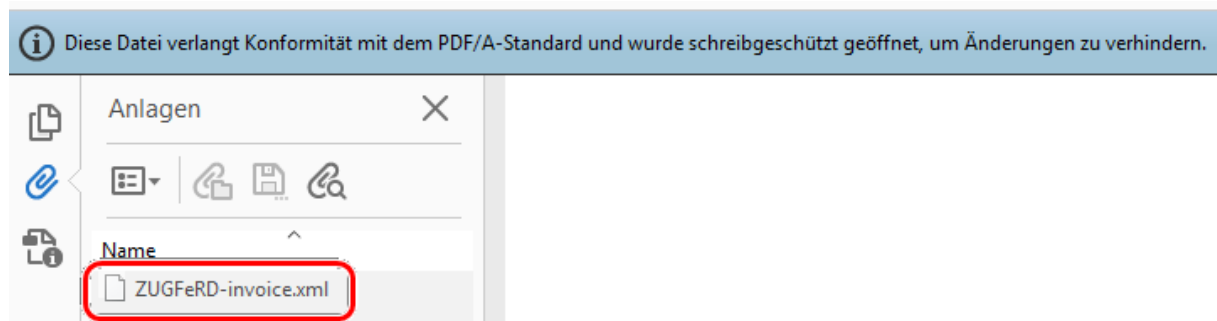 Diese Datei verlangt Konformität mit dem PDF/A-Standard und wurde schreibgeschützt geöffnet, um Änderungen zu verhindern.
Anlagen
Name
ZUGFeRD-invoice.xml